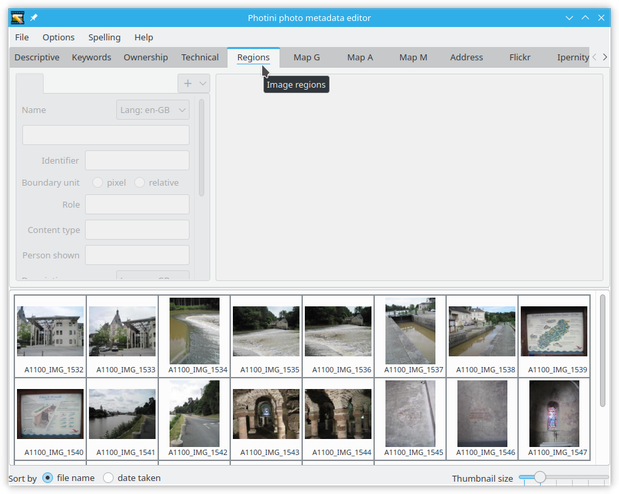 Photini photo metadata editor
File Options Spelling Help
Descriptive Keywords Ownership Technical Regions Map G Map A Map M Address Flickr Ipernity
Image regions
Name Lang: en-GB
Identifier
Boundary unit pixel relative
Role
Content type
Person shown
A1100_IMG_1532 A1100_IMG_1533 A1100_IMG_1534 A1100_IMG_1535 A1100_IMG_1536 A1100_IMG_1537 A1100_IMG_1538 A1100_IMG_1539
A1100_IMG_1540 A1100_IMG_1541 A1100_IMG_1542 A1100_IMG_1543 A1100_IMG_1544 A1100_IMG_1545 A1100_IMG_1546 A1100_IMG_1547
Sort by file name date taken Thumbnail size